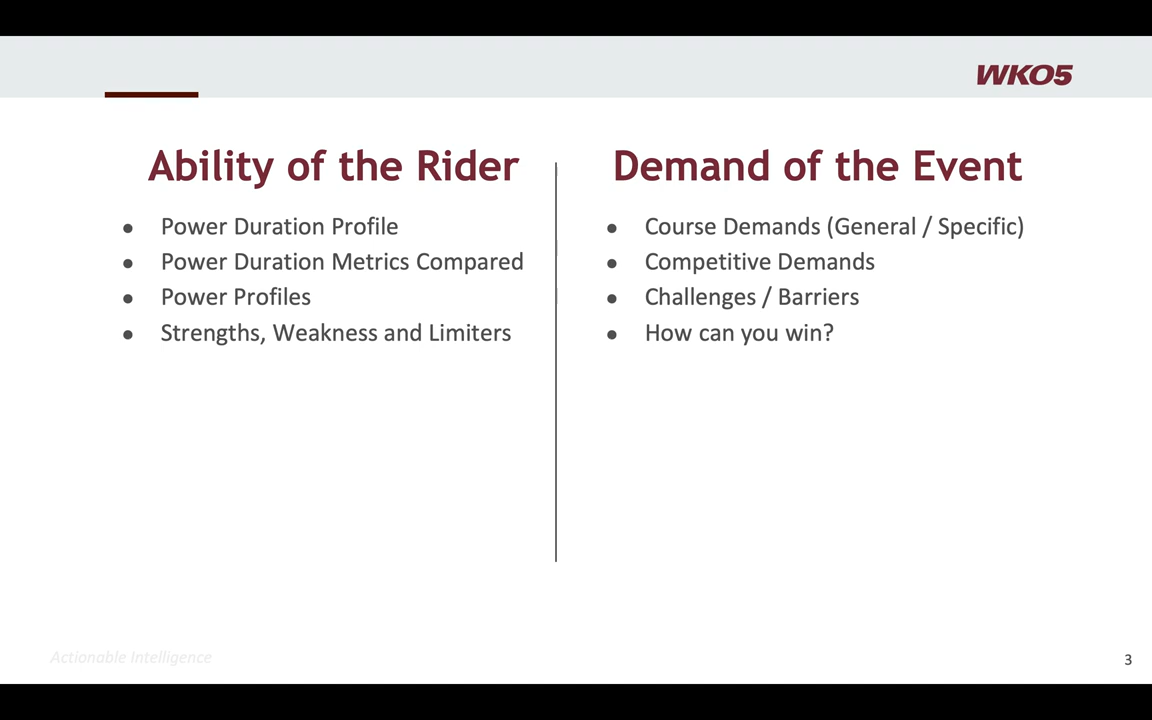 WKO5
Ability of the Rider
Power Duration Profile
Power Duration Metrics Compared
Power Profiles
Strengths, Weakness and Limiters
Demand of the Event
Course Demands (General / Specific)
Competitive Demands
Challenges / Barriers
How can you win?
Actionable Intelligence
3